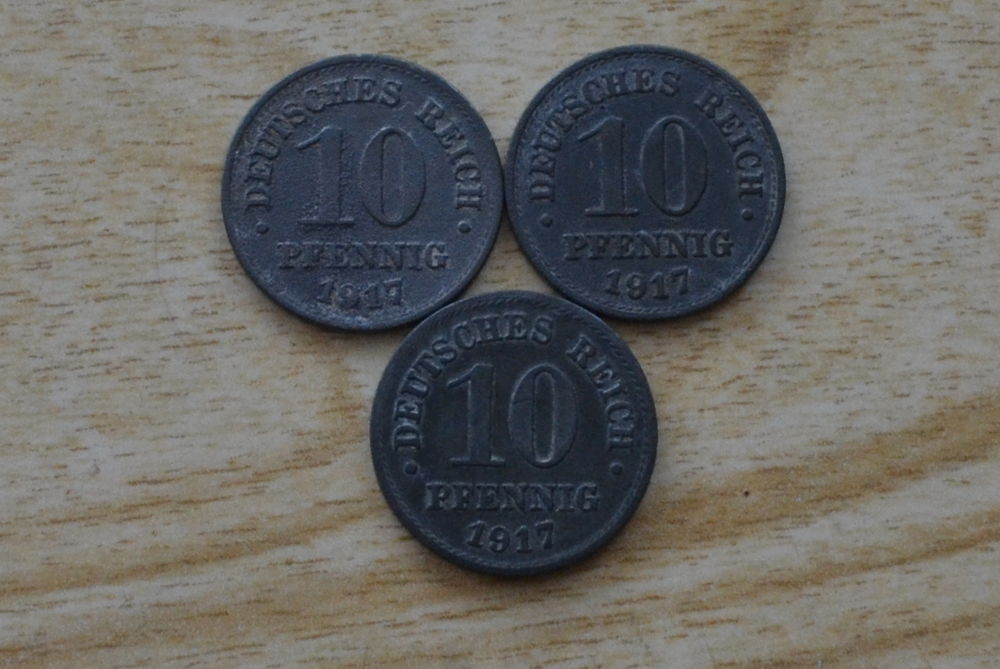 DEUTSCHES REICH
10
PFENNIG
1917
DEUTSCHES REICH
10
PFENNIG
1917
DEUTSCHES REICH
10
PFENNIG
1917